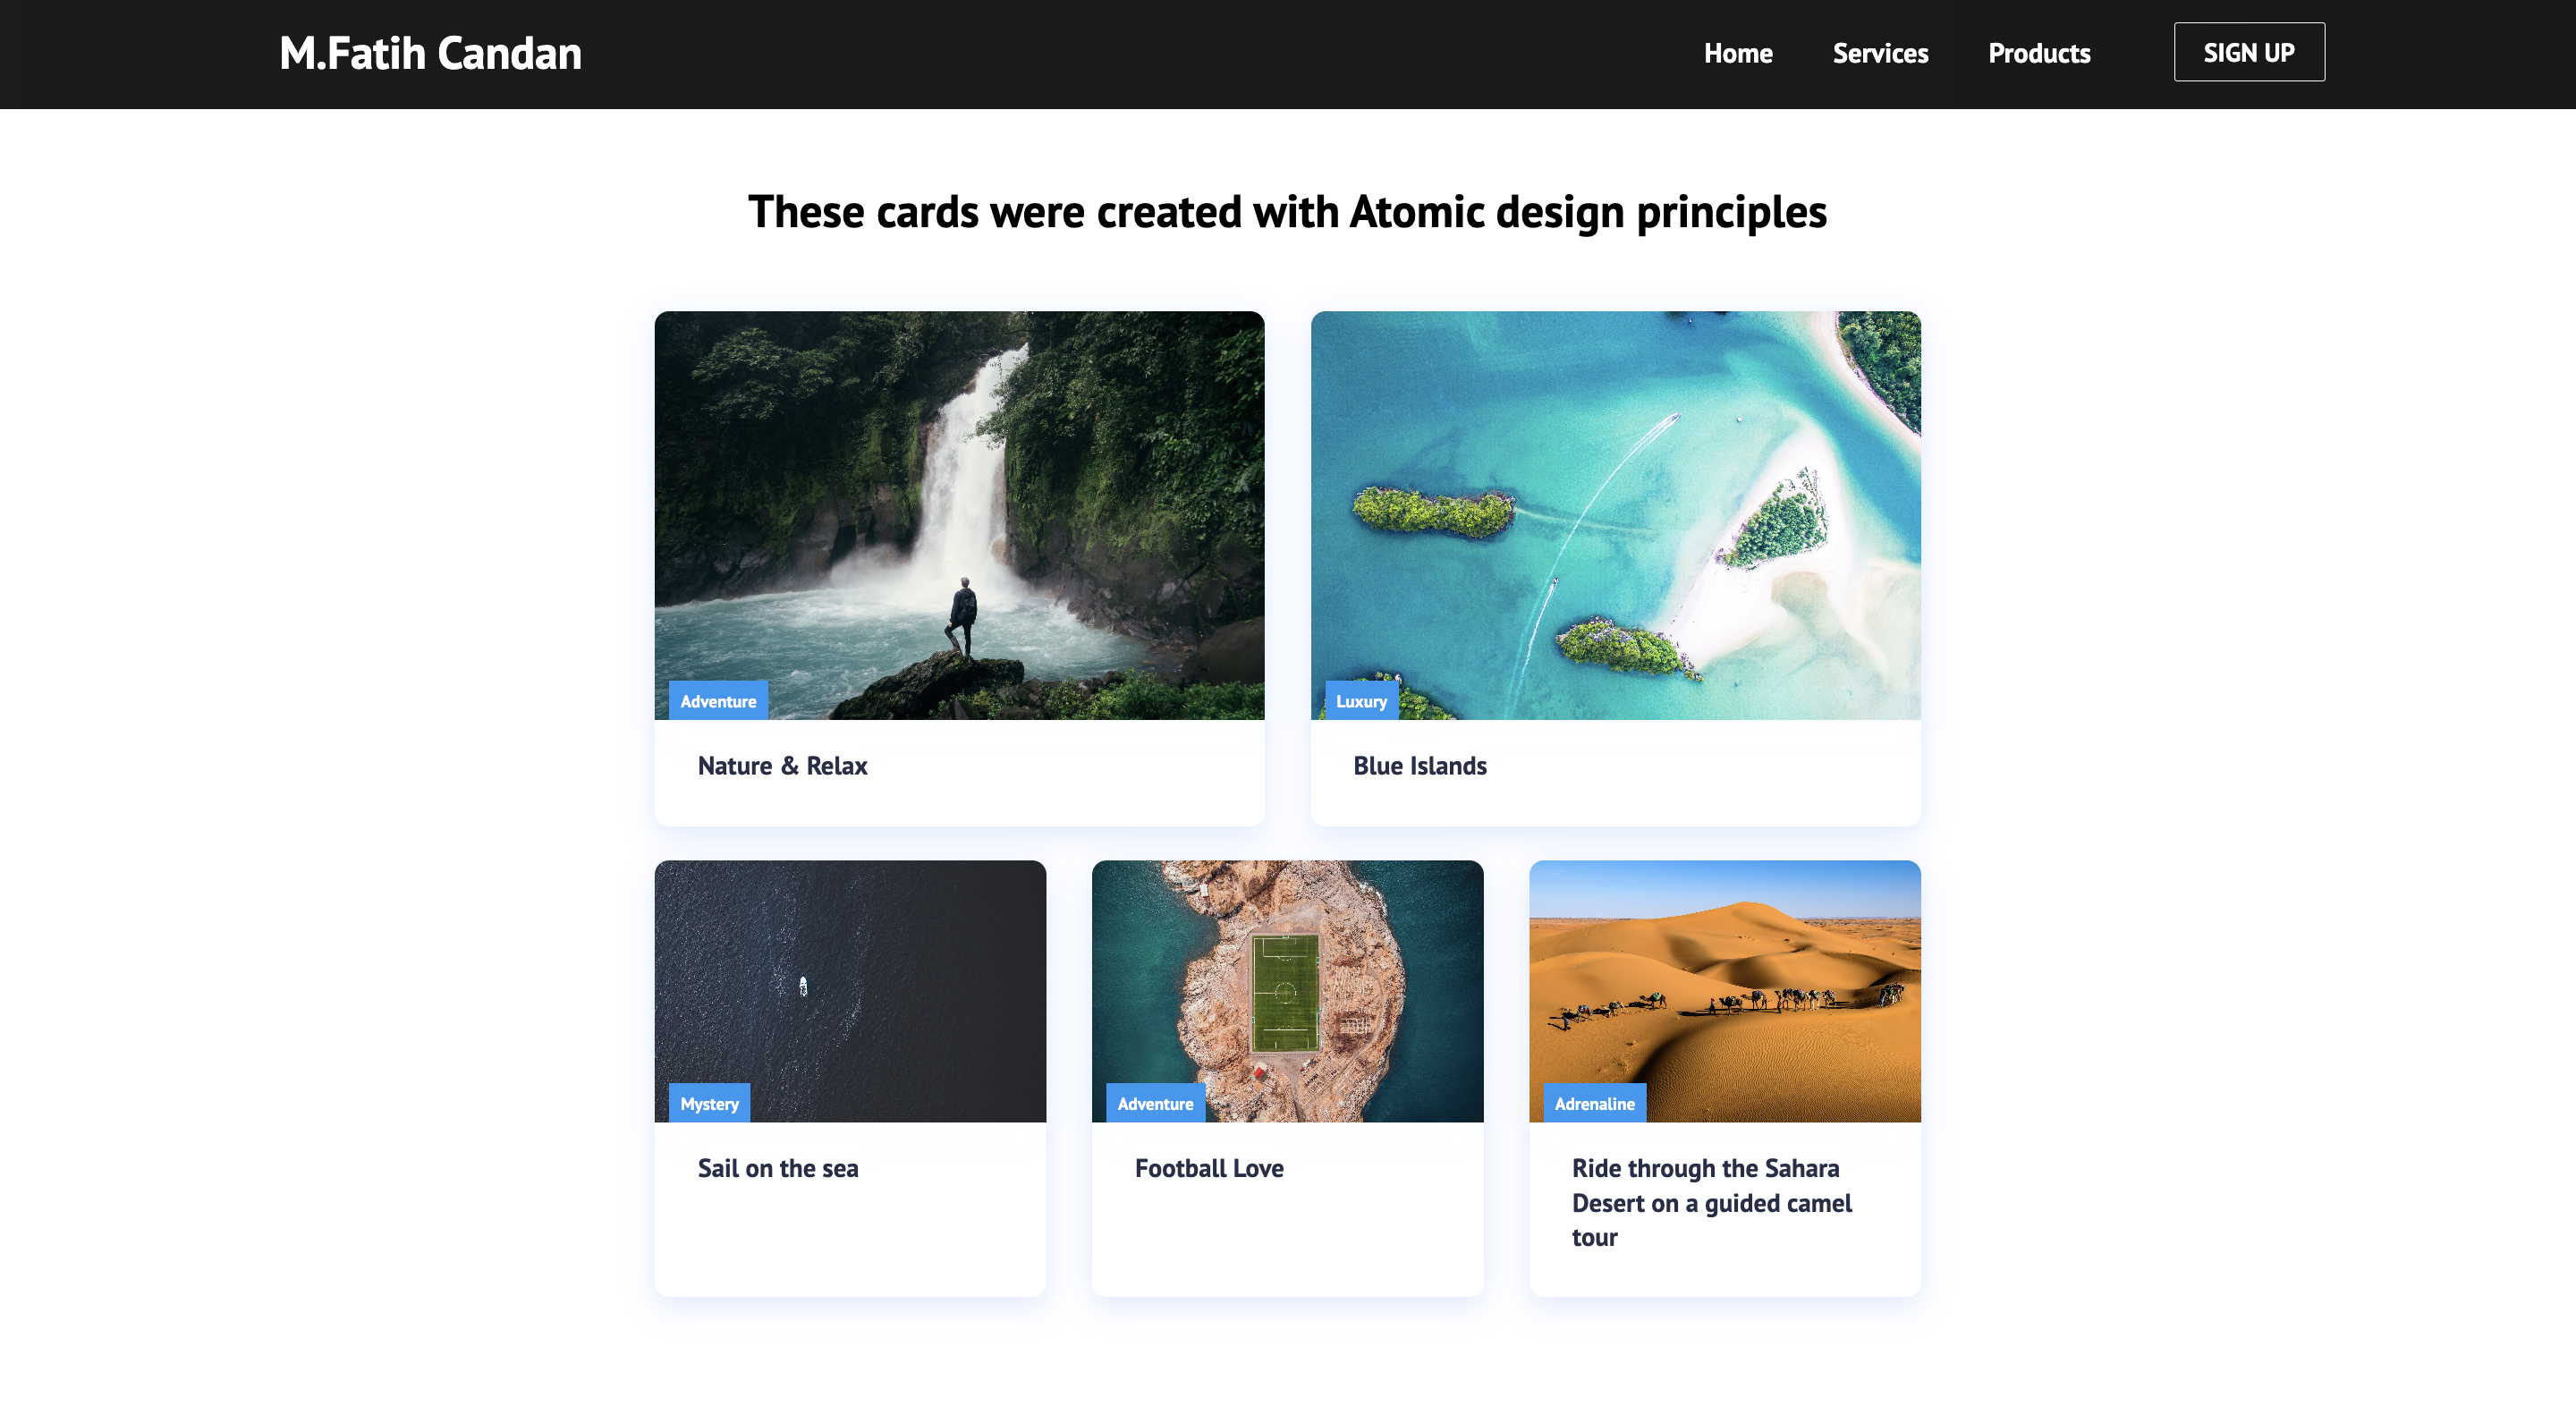 M.Fatih Candan
Home Services Products SIGN UP
These cards were created with Atomic design principles
Adventure
Nature & Relax
Luxury
Blue Islands
Mystery
Sail on the sea
Adventure
Football Love
Adrenaline
Ride through the Sahara
Desert on a guided camel
tour